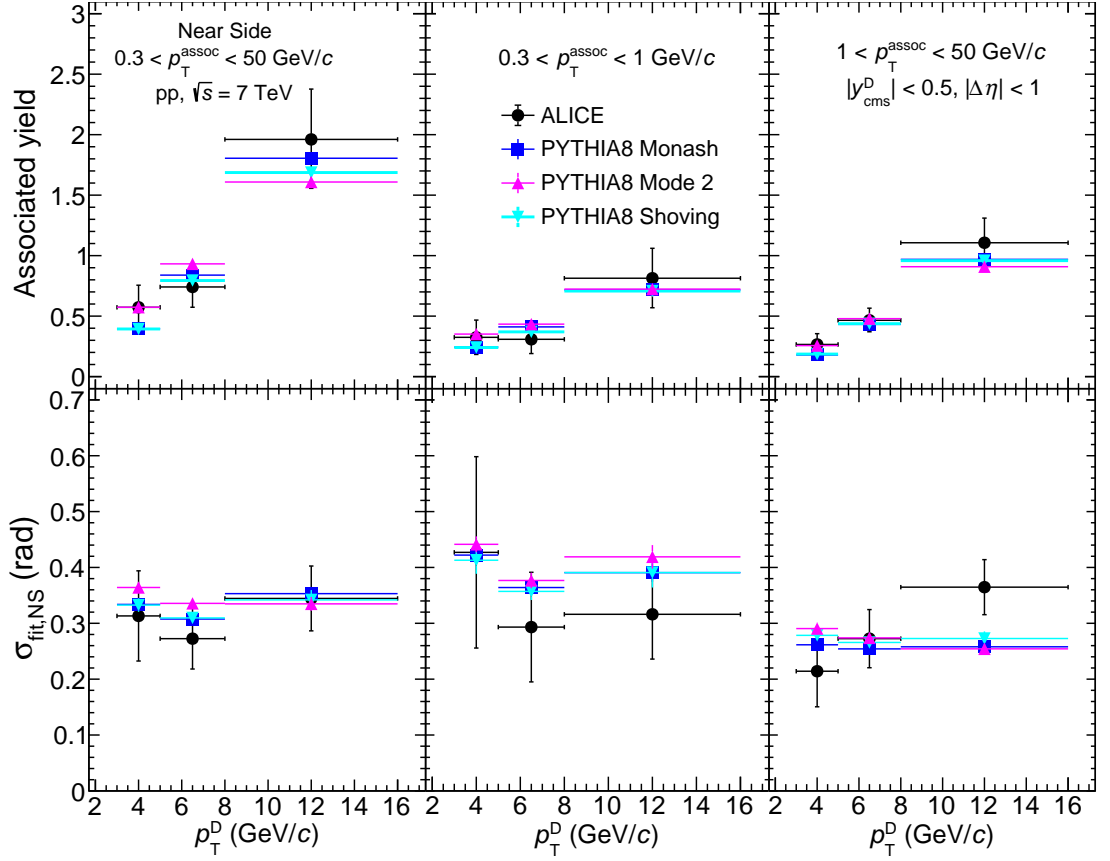 Near Side
0.3 < p_T^assoc < 50 GeV/c
pp, √s = 7 TeV
0.3 < p_T^assoc < 1 GeV/c
1 < p_T^assoc < 50 GeV/c
|y_cms^D| < 0.5, |Δη| < 1
ALICE
PYTHIA8 Monash
PYTHIA8 Mode 2
PYTHIA8 Shoving
Associated yield
3
2.5
2
1.5
1
0.5
0
σ_fit,NS (rad)
0.7
0.6
0.5
0.4
0.3
0.2
0.1
0
2 4 6 8 10 12 14 16
2 4 6 8 10 12 14 16
2 4 6 8 10 12 14 16
p_T^D (GeV/c)
p_T^D (GeV/c)
p_T^D (GeV/c)